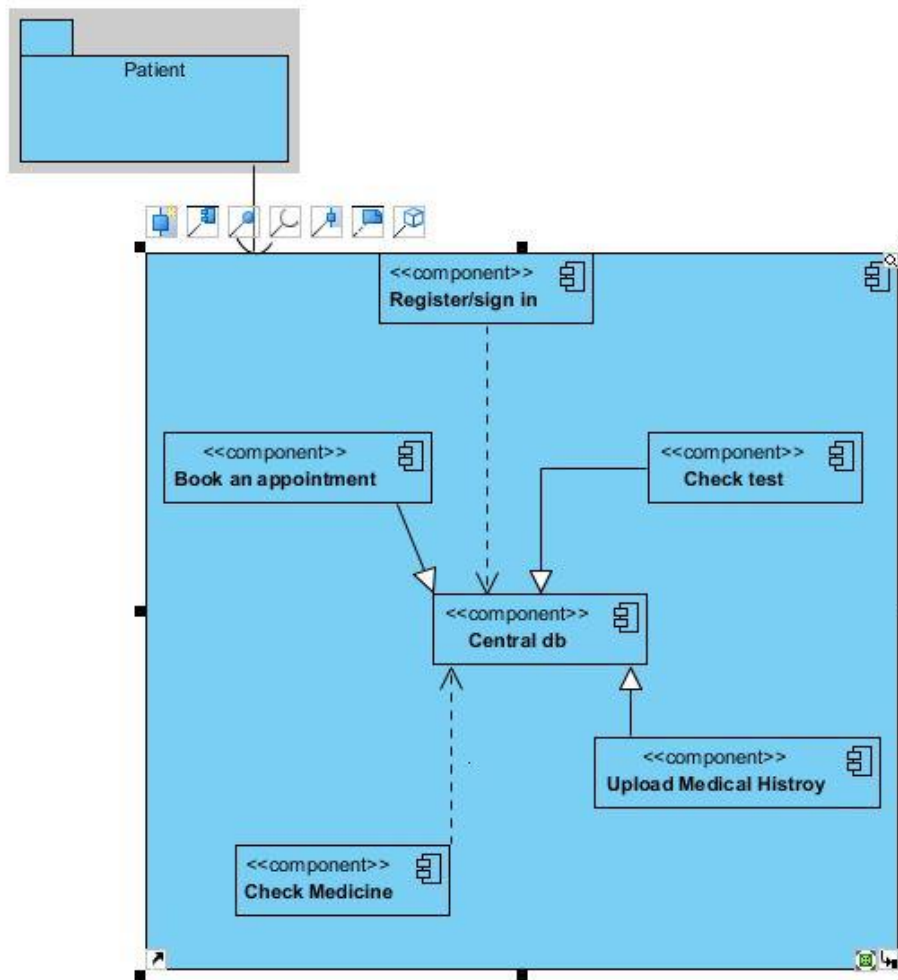 Patient
<<component>>
Register/sign in
<<component>>
Book an appointment
<<component>>
Check test
<<component>>
Central db
<<component>>
Upload Medical Histroy
<<component>>
Check Medicine